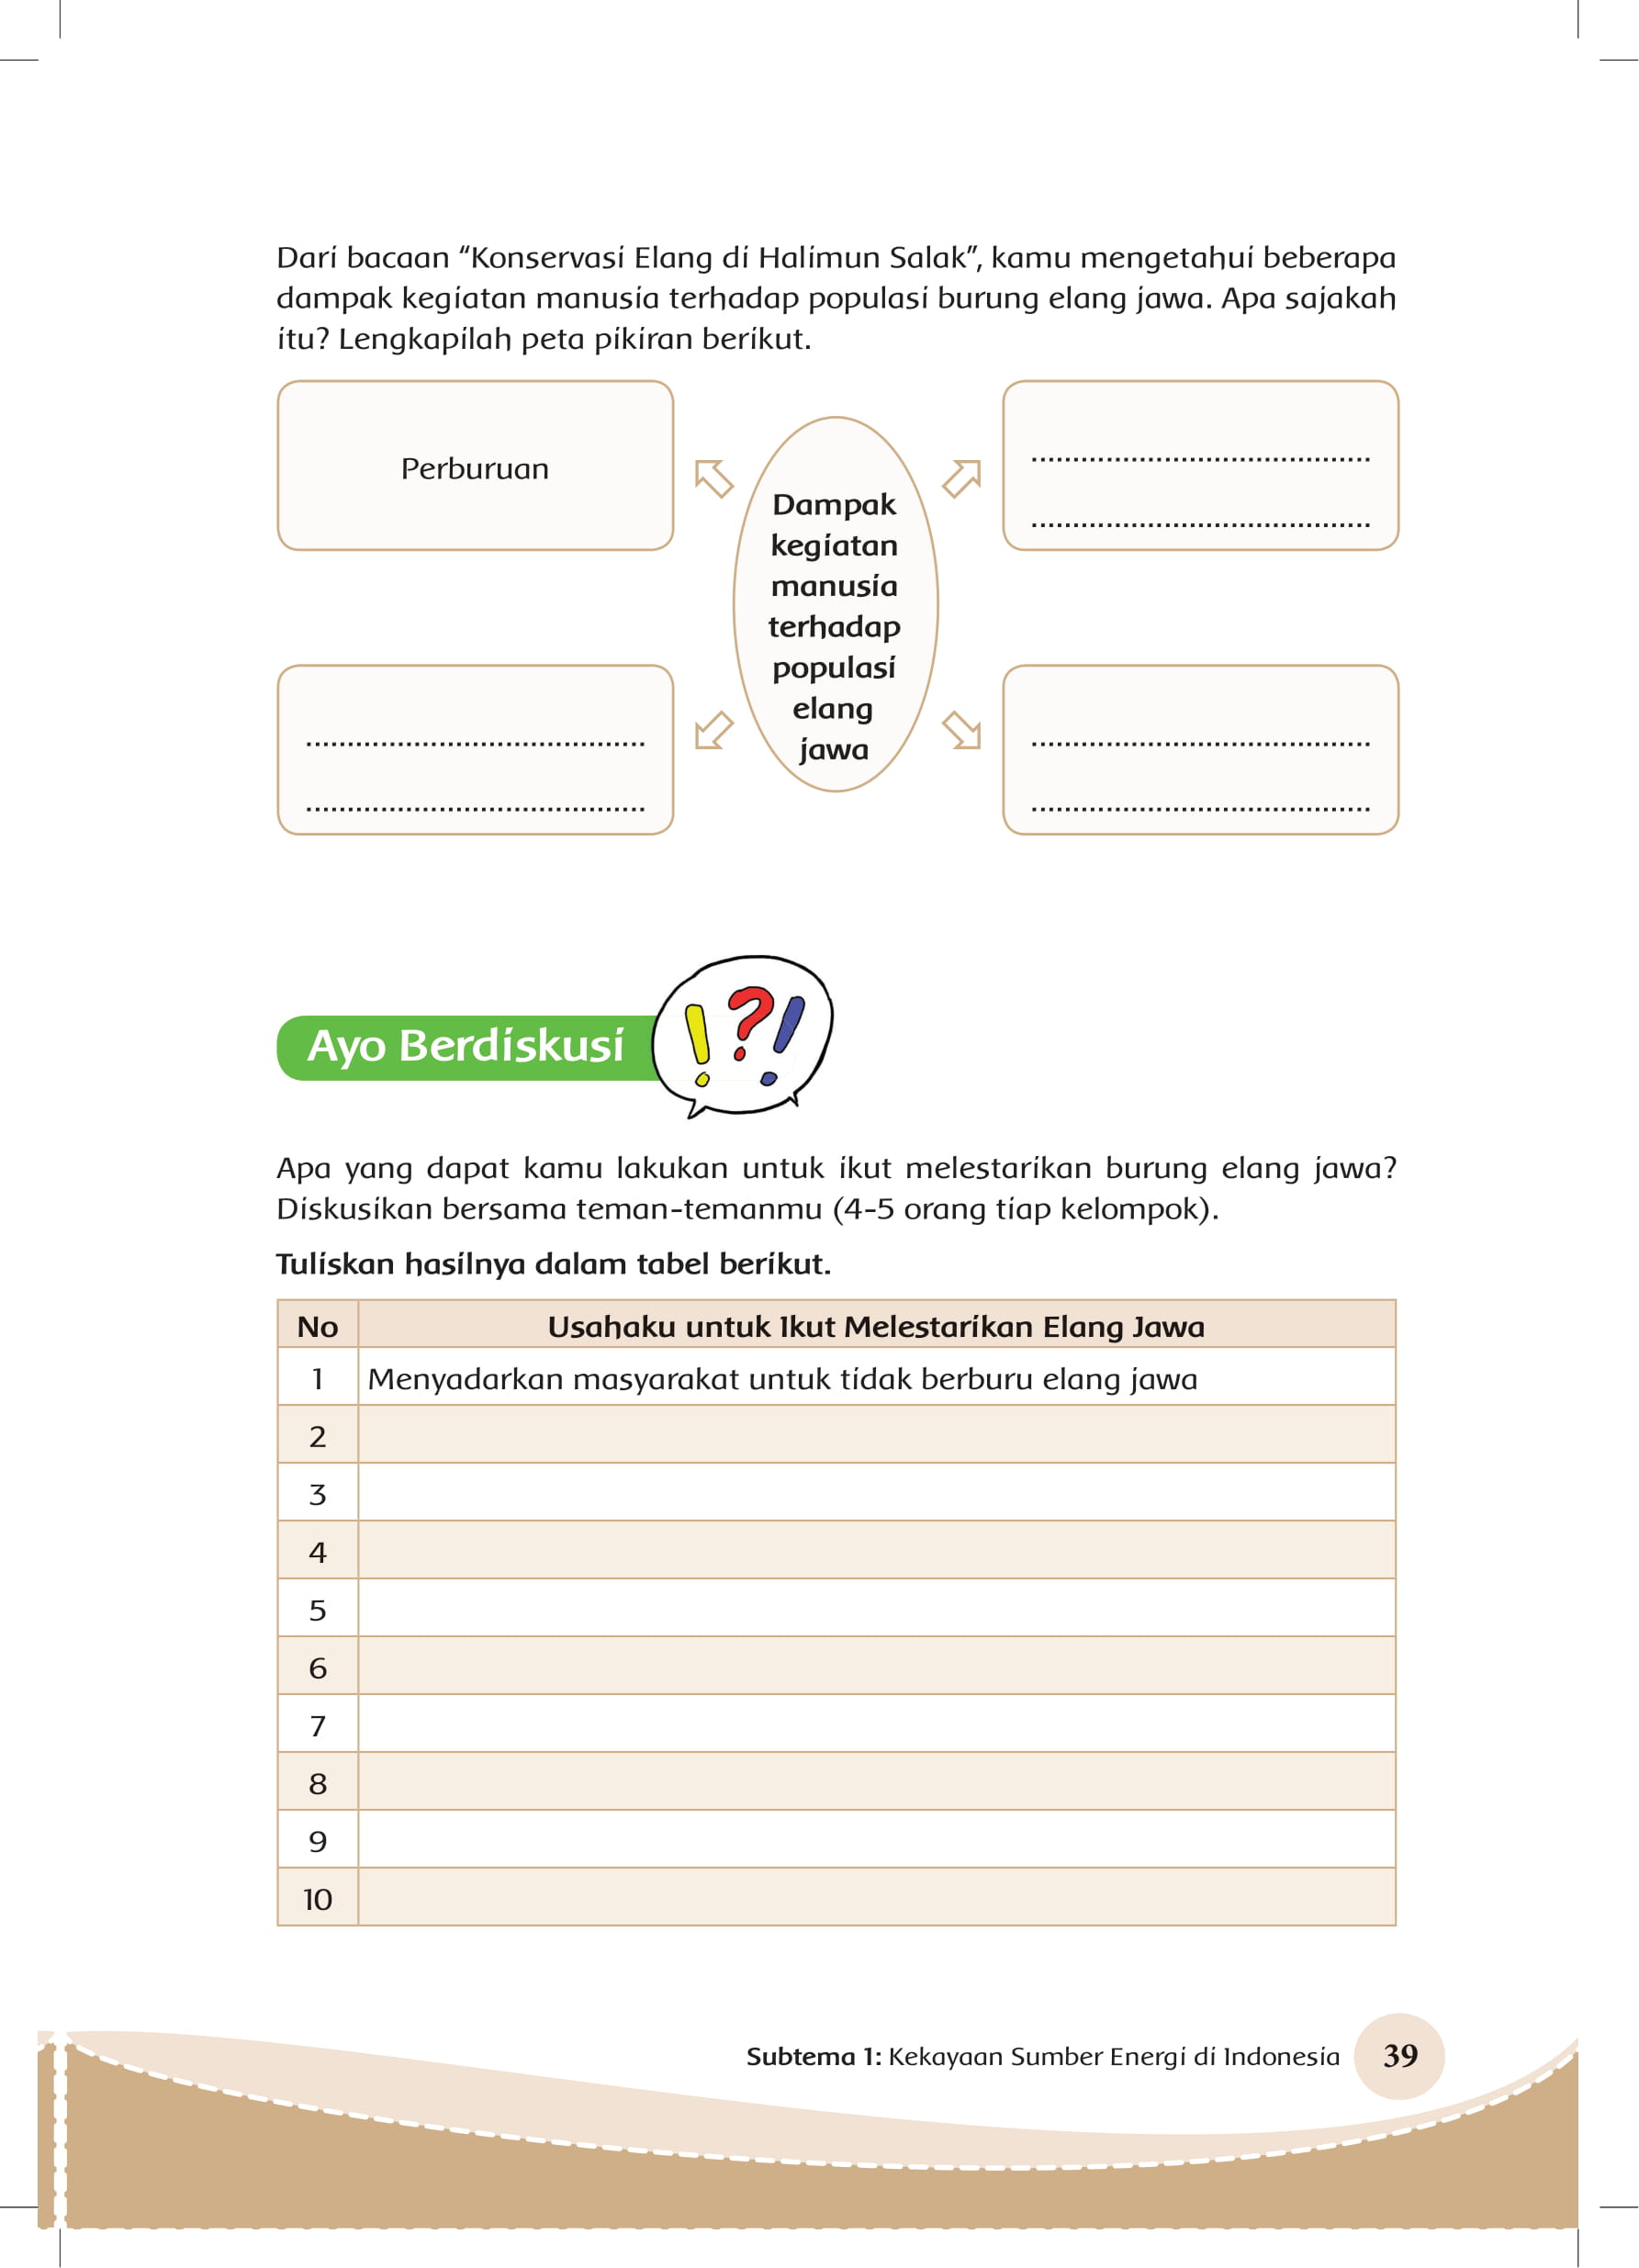 Dari bacaan “Konservasi Elang di Halimun Salak”, kamu mengetahui beberapa
dampak kegiatan manusia terhadap populasi burung elang jawa. Apa sajakah
itu? Lengkapilah peta pikiran berikut.
Perburuan
........................................
........................................
Dampak
kegiatan
manusia
terhadap
populasi
elang
jawa
........................................
........................................
........................................
........................................
Ayo Berdiskusi
!?!
Apa yang dapat kamu lakukan untuk ikut melestarikan burung elang jawa?
Diskusikan bersama teman-temanmu (4-5 orang tiap kelompok).
Tuliskan hasilnya dalam tabel berikut.
No Usahaku untuk Ikut Melestarikan Elang Jawa
1 Menyadarkan masyarakat untuk tidak berburu elang jawa
2
3
4
5
6
7
8
9
10
Subtema 1: Kekayaan Sumber Energi di Indonesia 39